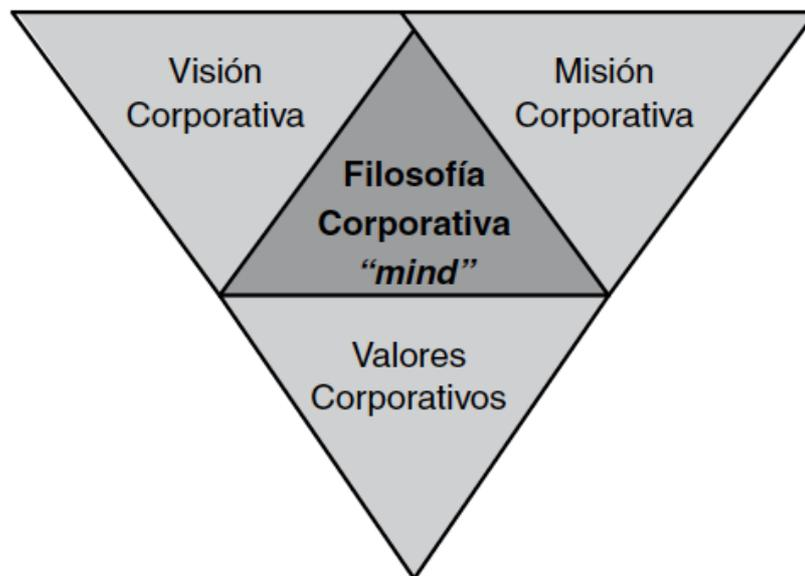 Visión
Corporativa
Misión
Corporativa
Filosofía
Corporativa
“mind”
Valores
Corporativos